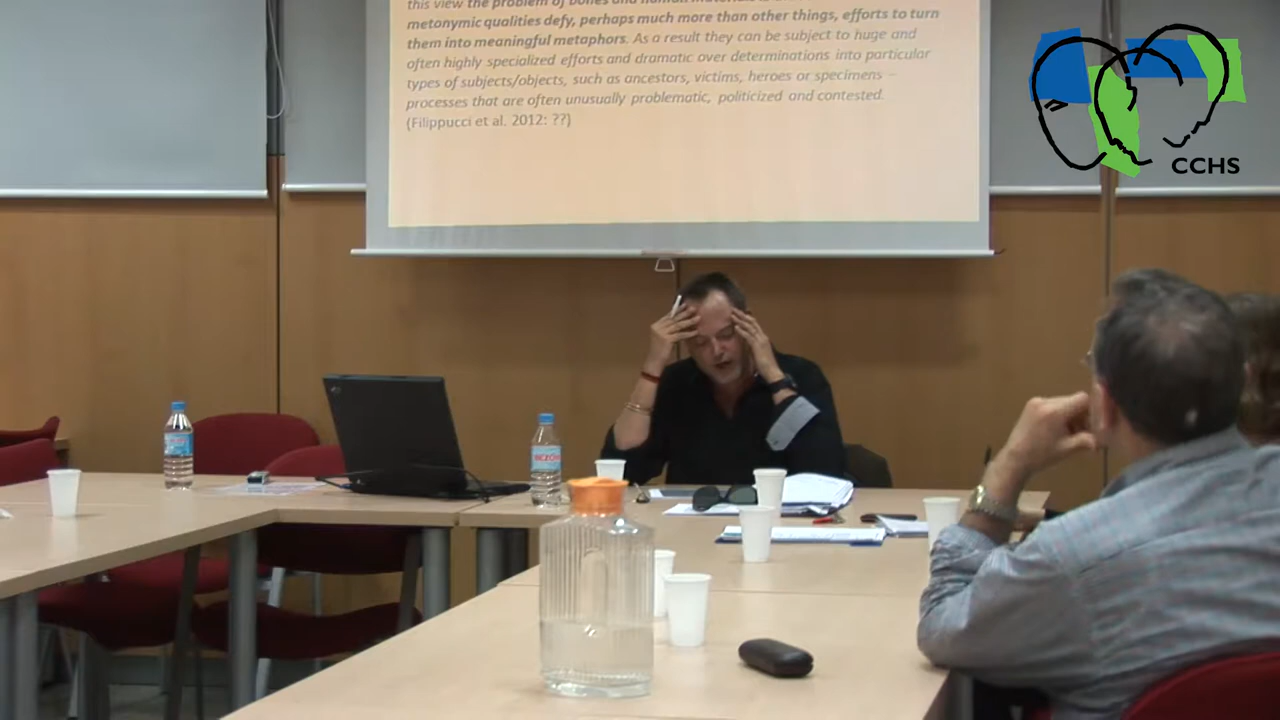 this view the problem of bones and human materials is
metonymic qualities defy, perhaps much more than other things, efforts to turn
them into meaningful metaphors. As a result they can be subject to huge and
often highly specialized efforts and dramatic over determinations into particular
types of subjects/objects, such as ancestors, victims, heroes or specimens –
processes that are often unusually problematic, politicized and contested.
(Filippucci et al. 2012: ??)
CCHS
BEZOYA